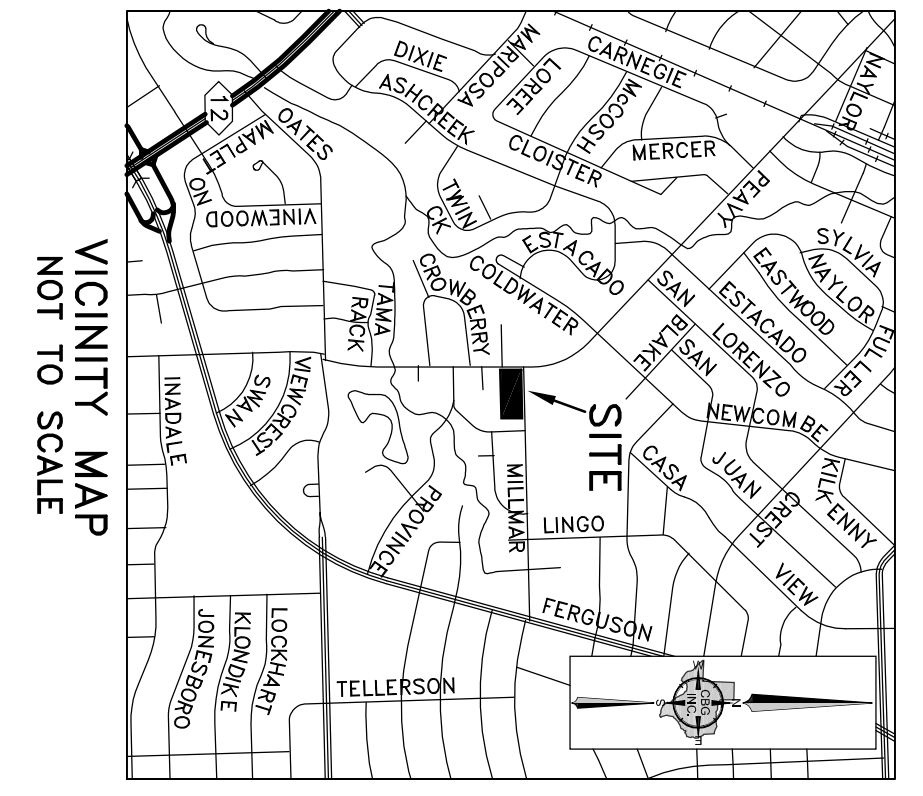 VICINITY MAP
NOT TO SCALE
SITE
12
DIXIE
ASHCREEK
MARIPOSA
LOREE
CARNEGIE
McCOSH
MERCER
CLOISTER
NAYLOR
PEAVY
OATES
MAPLETON
VINEWOOD
TWIN
CK
ESTACADO
COLDWATER
CROWBERRY
TAMA
RACK
SYLVIA
NAYLOR
EASTWOOD
FULLER
ESTACADO
SAN
LORENZO
BLAKE
SAN
JUAN
NEWCOMBE
CASA
CREST
VIEW
KILKENNY
INADALE
SWAN
VIEWCREST
MILLMAR
LINGO
PROVINCE
FERGUSON
LOCKHART
KLONDIKE
JONESBORO
TELLERSON
CBG
INC.
N
S
E
W